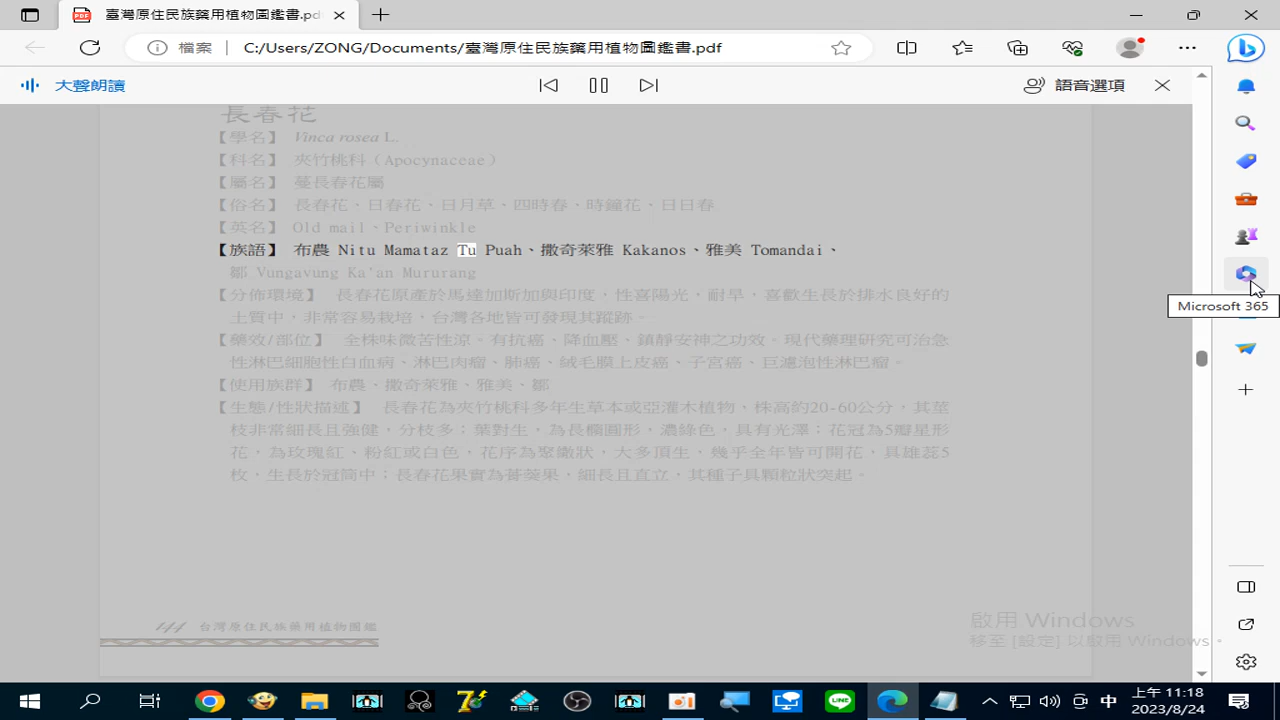 臺灣原住民族藥用植物圖鑑書.pdf
檔案 C:/Users/ZONG/Documents/臺灣原住民族藥用植物圖鑑書.pdf
大聲朗讀
語音選項
長春花
【學名】 Vinca rosea L.
【科名】 夾竹桃科（Apocynaceae）
【屬名】 蔓長春花屬
【俗名】 長春花、日春花、日月草、四時春、時鐘花、日日春
【英名】 Old mail、Periwinkle
【族語】 布農 Nitu Mamataz Tu Puah、撒奇萊雅 Kakanos、雅美 Tomandai、
鄒 Vungavung Ka'an Mururang
【分佈環境】 長春花原產於馬達加斯加與印度，性喜陽光，耐旱，喜歡生長於排水良好的
土質中，非常容易栽培、台灣各地皆可發現其蹤跡。
【藥效/部位】 全株味微苦性涼。有抗癌、降血壓、鎮靜安神之功效。現代藥理研究可治急
性淋巴細胞性白血病、淋巴肉瘤、肺癌、絨毛膜上皮癌、子宮癌、巨濾泡性淋巴瘤。
【使用族群】 布農、撒奇萊雅、雅美、鄒
【生態/性狀描述】 長春花為夾竹桃科多年生草本或亞灌木植物、株高約20-60公分，其莖
枝非常細長且強健，分枝多；葉對生，為長橢圓形，濃綠色，具有光澤；花冠為5瓣星形
花，為玫瑰紅、粉紅或白色，花序為聚繖狀，大多頂生，幾乎全年皆可開花，具雄蕊5
枚，生長於冠筒中；長春花果實為蓇葖果，細長且直立，其種子具顆粒狀突起。
台灣原住民族藥用植物圖鑑
Microsoft 365
啟用 Windows
移至 [設定] 以啟用 Windows。
中
上午 11:18
2023/8/24